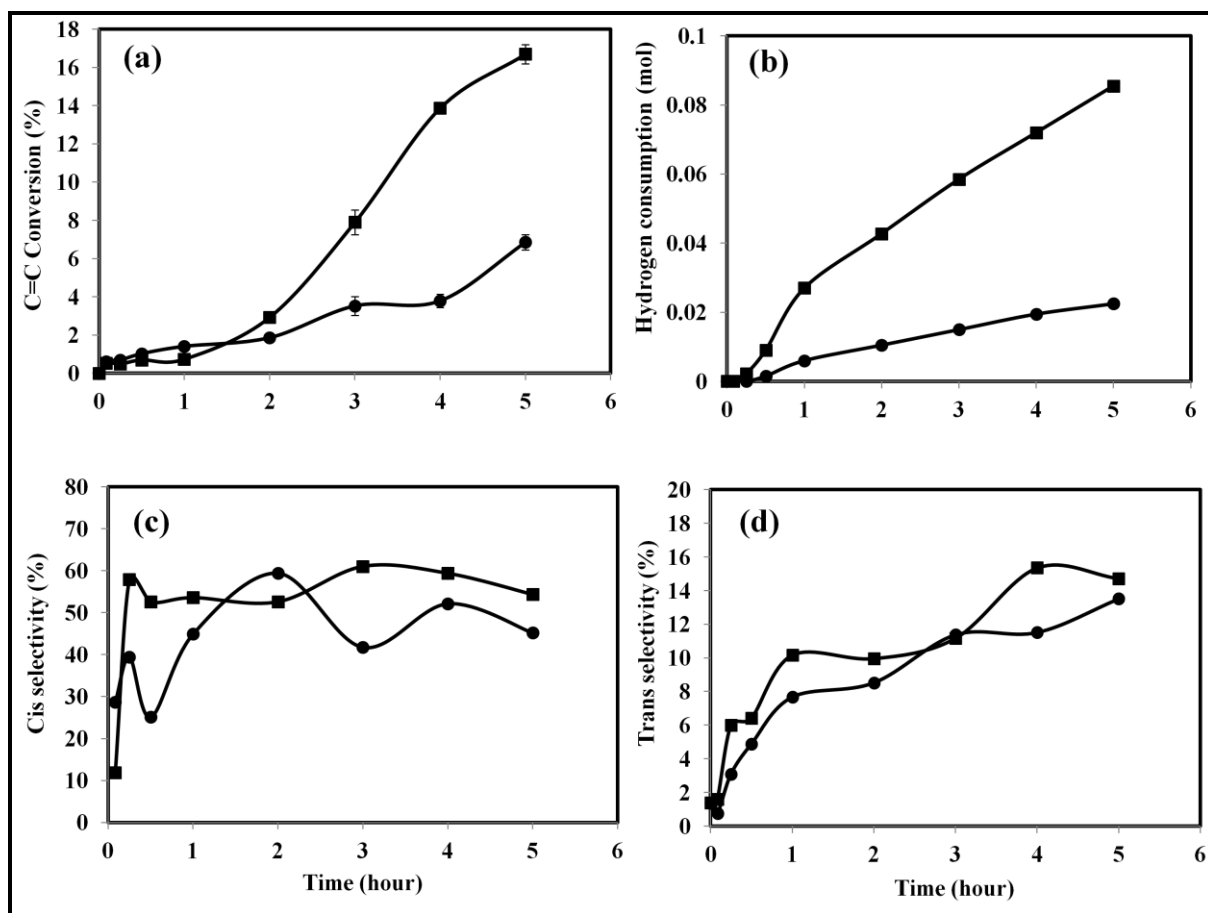 (a)
C=C Conversion (%)
18
16
14
12
10
8
6
4
2
0
0 1 2 3 4 5 6
(b)
Hydrogen consumption (mol)
0.1
0.08
0.06
0.04
0.02
0
0 1 2 3 4 5 6
(c)
Cis selectivity (%)
80
70
60
50
40
30
20
10
0
0 1 2 3 4 5 6
Time (hour)
(d)
Trans selectivity (%)
20
18
16
14
12
10
8
6
4
2
0
0 1 2 3 4 5 6
Time (hour)